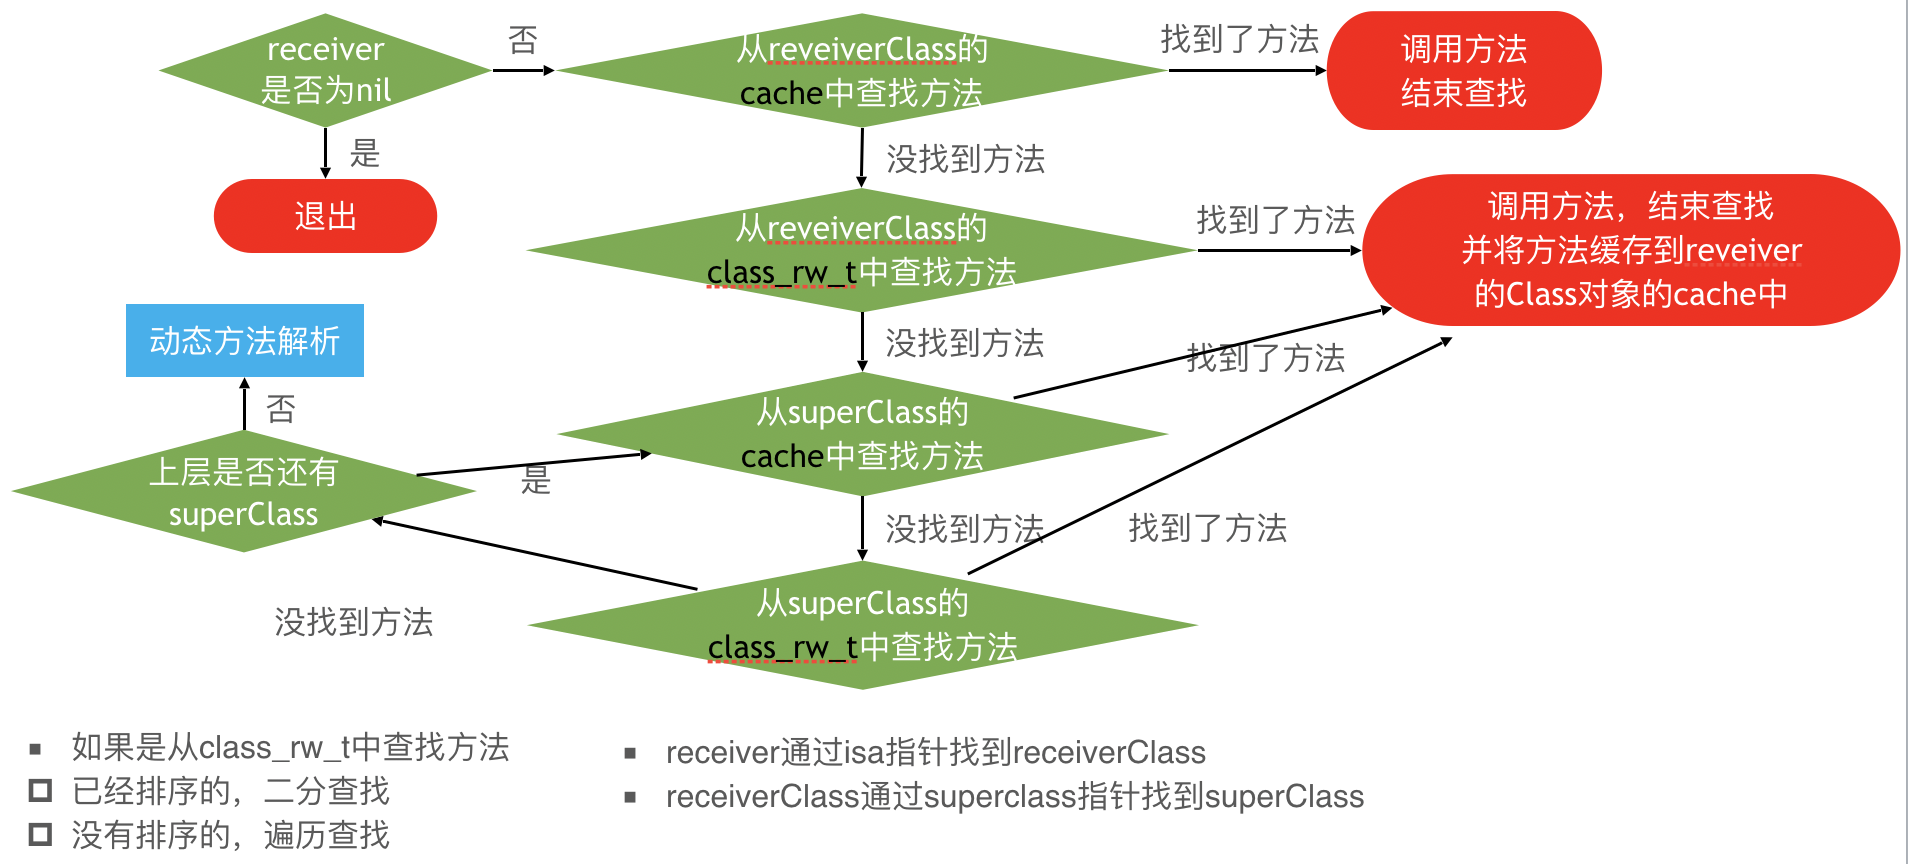 receiver
是否为nil
否
从reveiverClass的
cache中查找方法
找到了方法
调用方法
结束查找
是
退出
没找到方法
从reveiverClass的
class_rw_t中查找方法
找到了方法
调用方法，结束查找
并将方法缓存到reveiver
的Class对象的cache中
动态方法解析
没找到方法
找到了方法
否
从superClass的
cache中查找方法
上层是否还有
superClass
是
没找到方法
找到了方法
从superClass的
class_rw_t中查找方法
没找到方法
如果是从class_rw_t中查找方法
已经排序的，二分查找
没有排序的，遍历查找
receiver通过isa指针找到receiverClass
receiverClass通过superclass指针找到superClass